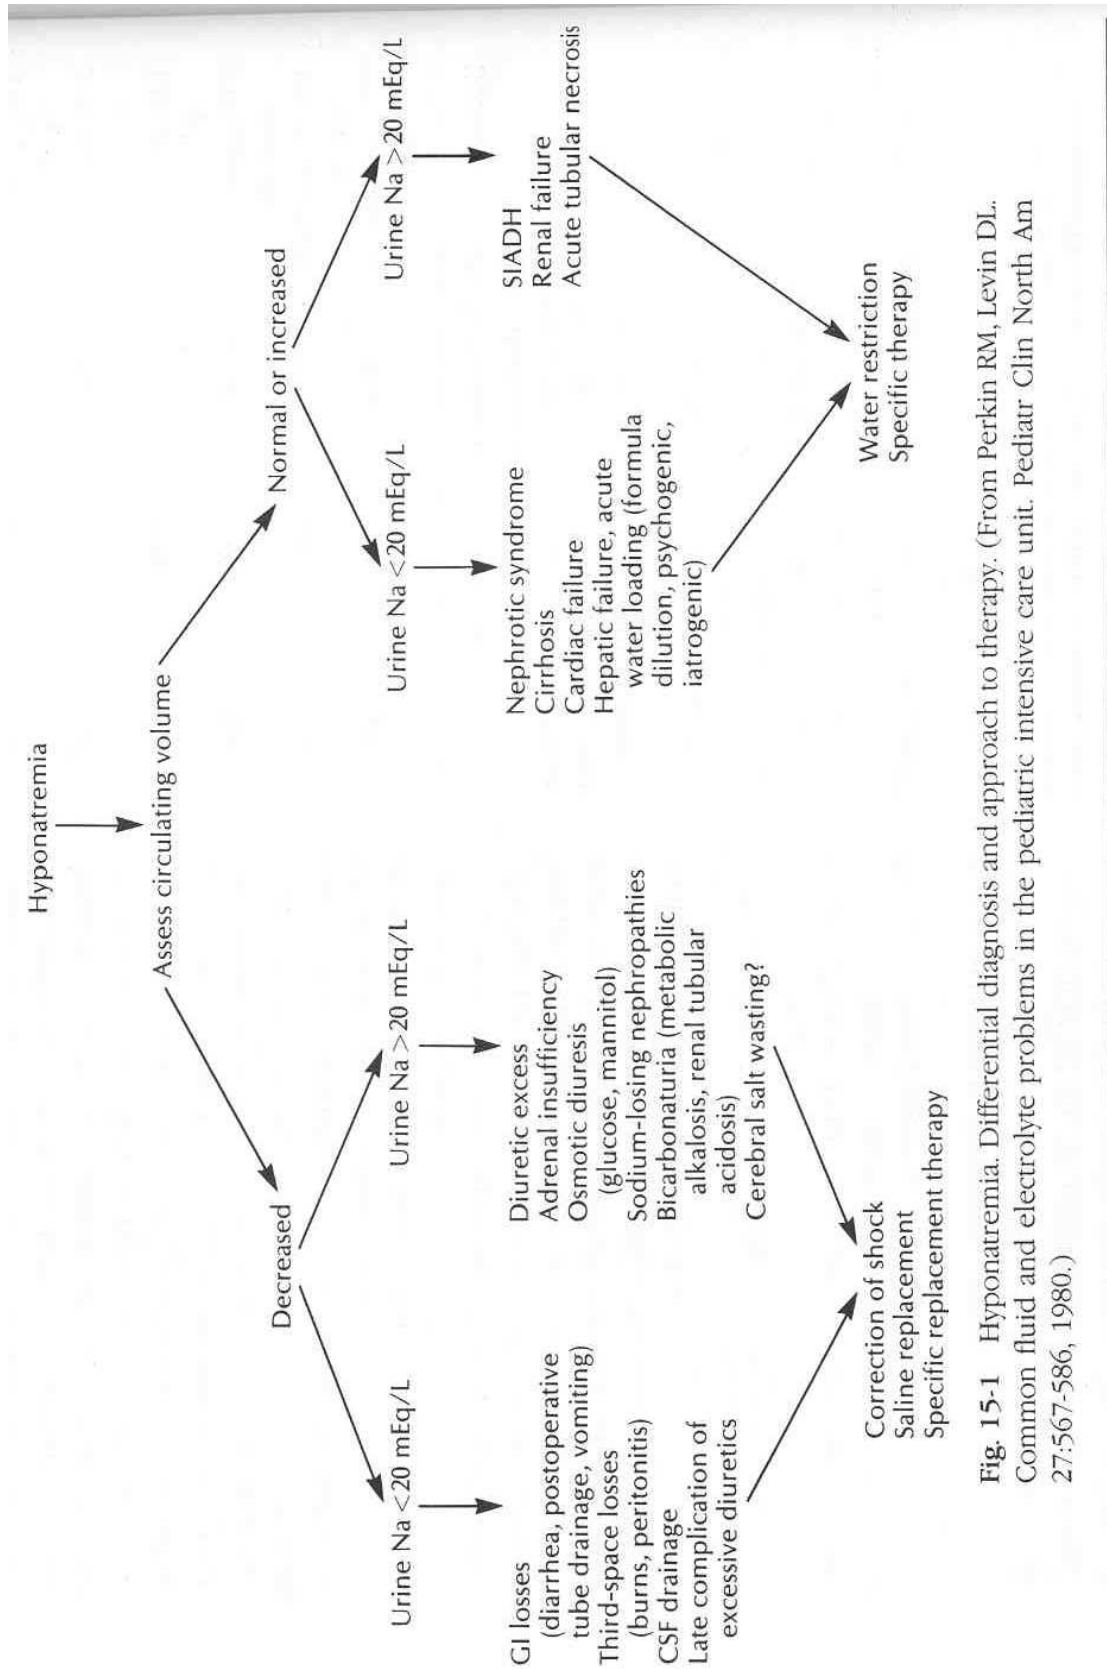 Hyponatremia
Assess circulating volume
Decreased
Normal or increased
Urine Na <20 mEq/L
Urine Na >20 mEq/L
Urine Na <20 mEq/L
Urine Na >20 mEq/L
GI losses
(diarrhea, postoperative
tube drainage, vomiting)
Third-space losses
(burns, peritonitis)
CSF drainage
Late complication of
excessive diuretics
Diuretic excess
Adrenal insufficiency
Osmotic diuresis
(glucose, mannitol)
Sodium-losing nephropathies
Bicarbonaturia (metabolic
alkalosis, renal tubular
acidosis)
Cerebral salt wasting?
Nephrotic syndrome
Cirrhosis
Cardiac failure
Hepatic failure, acute
water loading (formula
dilution, psychogenic,
iatrogenic)
SIADH
Renal failure
Acute tubular necrosis
Correction of shock
Saline replacement
Specific replacement therapy
Water restriction
Specific therapy
Fig. 15-1 Hyponatremia. Differential diagnosis and approach to therapy. (From Perkin RM, Levin DL.
Common fluid and electrolyte problems in the pediatric intensive care unit. Pediatr Clin North Am
27:567-586, 1980.)